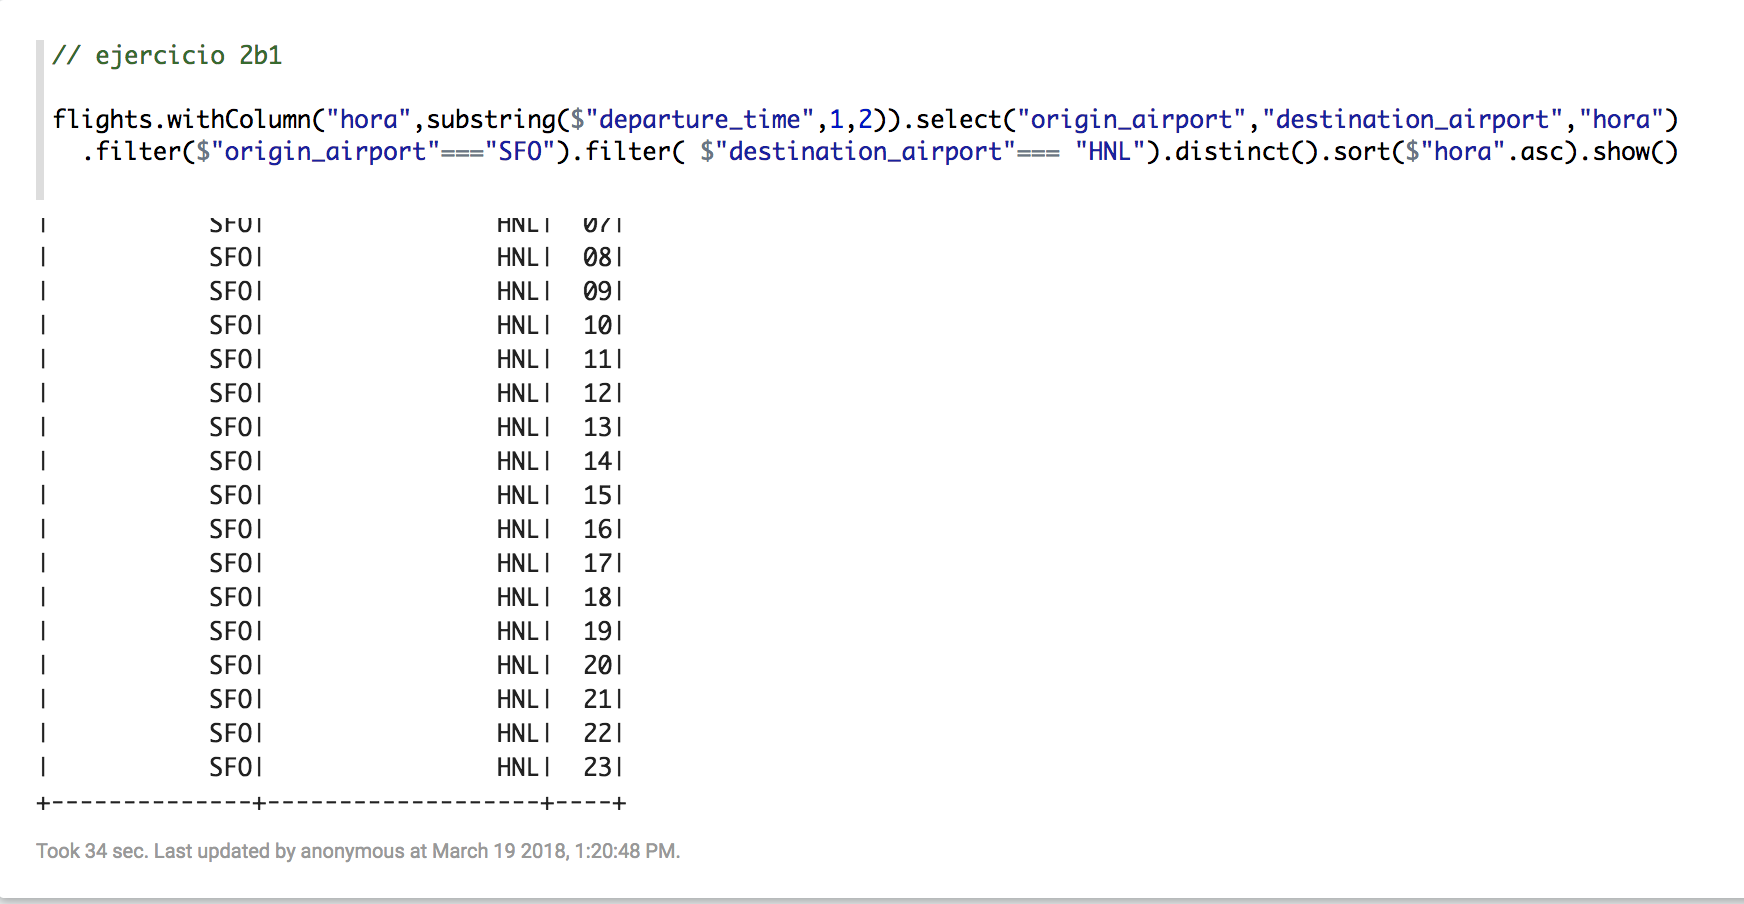 // ejercicio 2b1
flights.withColumn("hora",substring($"departure_time",1,2)).select("origin_airport","destination_airport","hora")
.filter($"origin_airport"==="SFO").filter( $"destination_airport"=== "HNL").distinct().sort($"hora".asc).show()
| SFO| HNL| 07|
| SFO| HNL| 08|
| SFO| HNL| 09|
| SFO| HNL| 10|
| SFO| HNL| 11|
| SFO| HNL| 12|
| SFO| HNL| 13|
| SFO| HNL| 14|
| SFO| HNL| 15|
| SFO| HNL| 16|
| SFO| HNL| 17|
| SFO| HNL| 18|
| SFO| HNL| 19|
| SFO| HNL| 20|
| SFO| HNL| 21|
| SFO| HNL| 22|
| SFO| HNL| 23|
+---------------+-------------------+----+
Took 34 sec. Last updated by anonymous at March 19 2018, 1:20:48 PM.